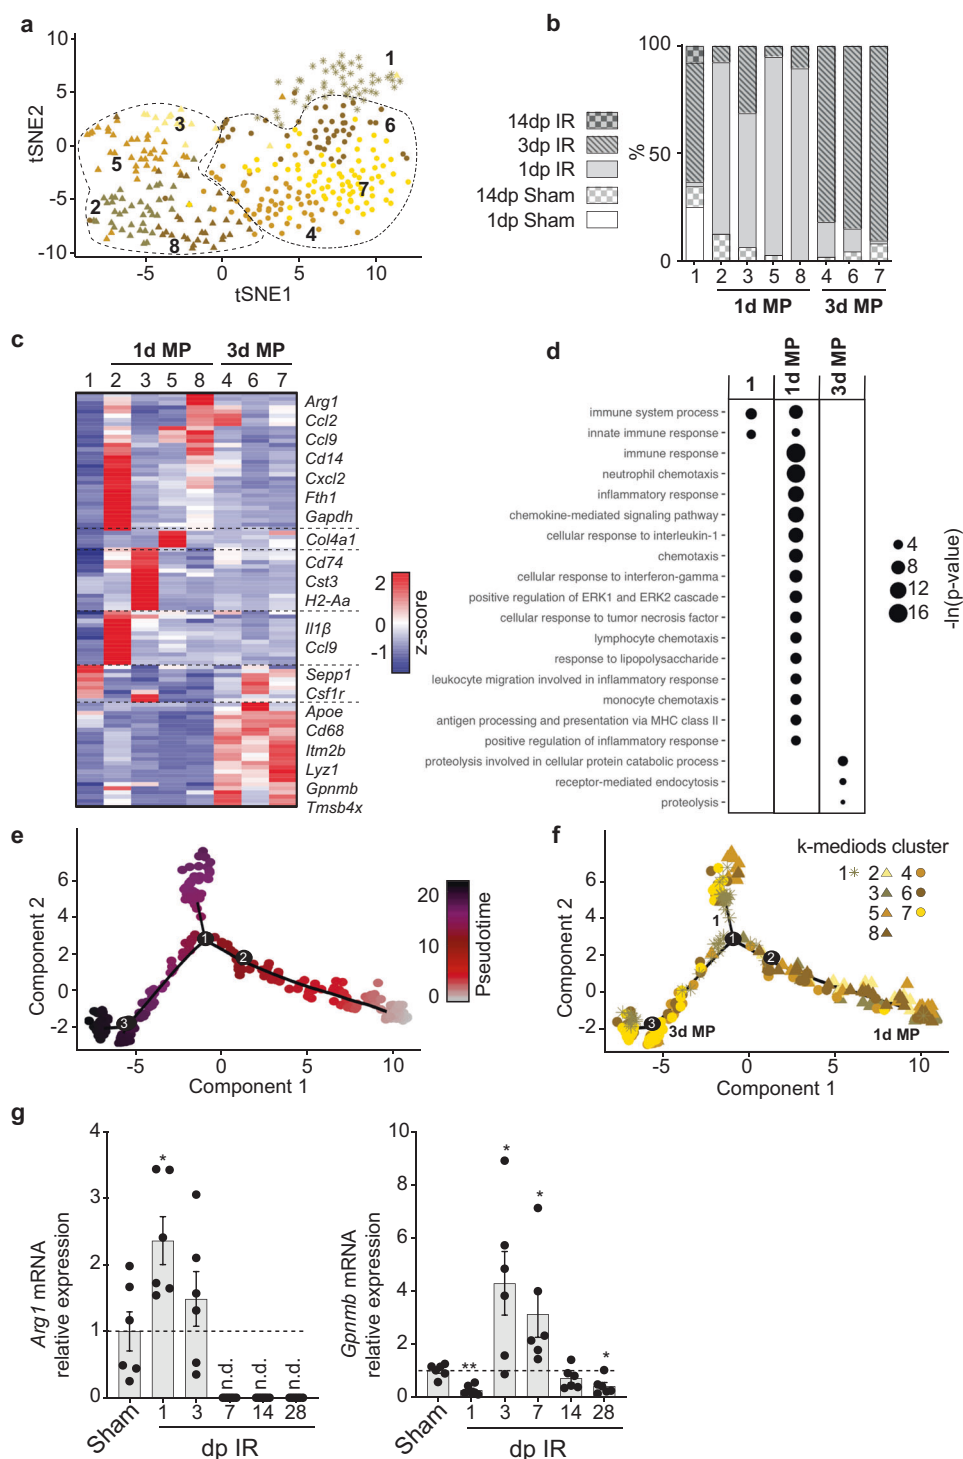 a
10
5
0
-5
-10
tSNE2
-5
0
5
10
tSNE1
1
3
6
5
7
2
4
8
b
100
50
0
%
14dp IR
3dp IR
1dp IR
14dp Sham
1dp Sham
1 2 3 5 8 4 6 7
1d MP 3d MP
c
1d MP 3d MP
1 2 3 5 8 4 6 7
Arg1
Ccl2
Ccl9
Cd14
Cxcl2
Fth1
Gapdh
Col4a1
Cd74
Cst3
H2-Aa
Il1β
Ccl9
Sepp1
Csf1r
Apoe
Cd68
Itm2b
Lyz1
Gpnmb
Tmsb4x
2
1
0
-1
z-score
d
1
1d MP
3d MP
immune system process
innate immune response
immune response
neutrophil chemotaxis
inflammatory response
chemokine-mediated signaling pathway
cellular response to interleukin-1
chemotaxis
cellular response to interferon-gamma
positive regulation of ERK1 and ERK2 cascade
cellular response to tumor necrosis factor
lymphocyte chemotaxis
response to lipopolysaccharide
leukocyte migration involved in inflammatory response
monocyte chemotaxis
antigen processing and presentation via MHC class II
positive regulation of inflammatory response
proteolysis involved in cellular protein catabolic process
receptor-mediated endocytosis
proteolysis
4
8
12
16
-ln(p-value)
e
6
4
2
0
-2
Component 2
-5
0
5
10
Component 1
1
2
3
20
10
0
Pseudotime
f
k-mediods cluster
1 2 4
3 6
5 7
8
6
4
2
0
-2
Component 2
-5
0
5
10
Component 1
1
1
2
3
3d MP
1d MP
g
4
3
2
1
0
Arg1 mRNA
relative expression
*
n.d.
n.d.
n.d.
Sham
1 3 7 14 28
dp IR
10
8
6
4
2
0
Gpnmb mRNA
relative expression
**
*
*
*
Sham
1 3 7 14 28
dp IR